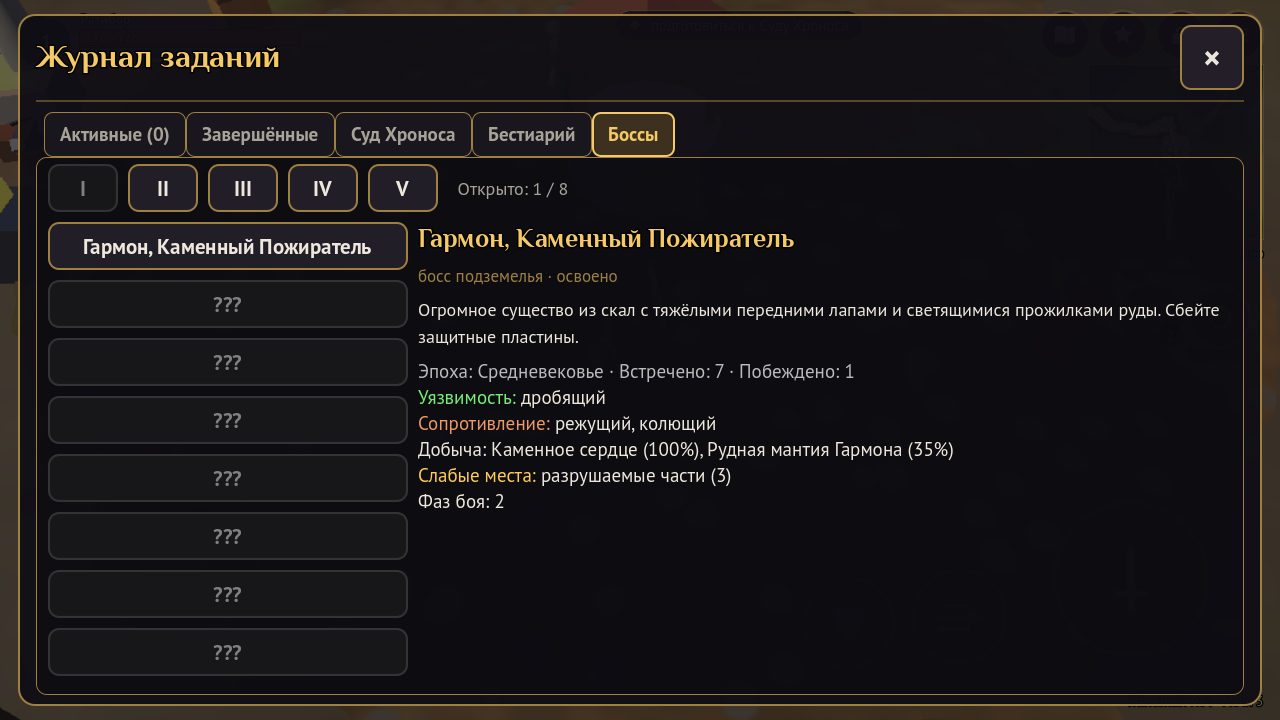 Журнал заданий
×
Активные (0)
Завершённые
Суд Хроноса
Бестиарий
Боссы
I
II
III
IV
V
Открыто: 1 / 8
Гармон, Каменный Пожиратель
???
???
???
???
???
???
???
Гармон, Каменный Пожиратель
босс подземелья · освоено
Огромное существо из скал с тяжёлыми передними лапами и светящимися прожилками руды. Сбейте
защитные пластины.
Эпоха: Средневековье · Встречено: 7 · Побеждено: 1
Уязвимость: дробящий
Сопротивление: режущий, колющий
Добыча: Каменное сердце (100%), Рудная мантия Гармона (35%)
Слабые места: разрушаемые части (3)
Фаз боя: 2